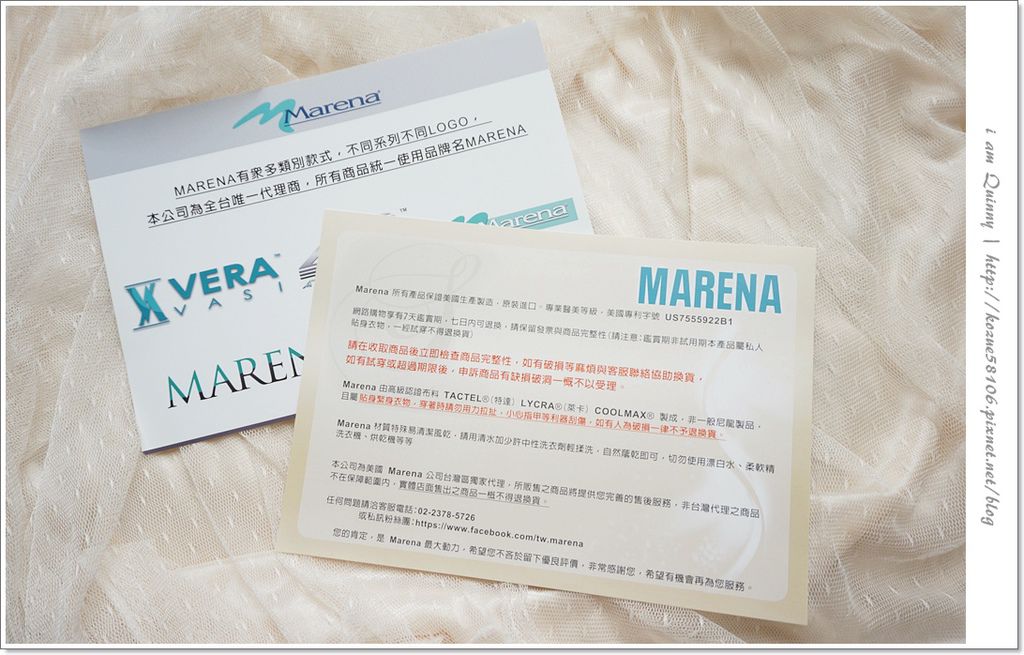 Marena
MARENA有眾多類別款式，不同系列不同LOGO，
本公司為全台唯一代理商，所有商品統一使用品牌名MARENA
Marena
VERA™
VASI
MAREN
MARENA
Marena 所有產品保證美國生產製造，原裝進口。專業醫美等級，美國專利字號 US7555922B1
網路購物享有7天鑑賞期，七日內可退換，請保留發票與商品完整性(請注意:鑑賞期非試用期本產品屬私人
貼身衣物，一經試穿不得退換貨)
請在收取商品後立即檢查商品完整性，如有破損等麻煩與客服聯絡協助換貨，
如有試穿或超過期限後，申訴商品有缺損破洞一概不以受理。
Marena 由高級認證布料 TACTEL®(特達) LYCRA®(萊卡) COOLMAX® 製成，非一般尼龍製品，
且屬貼身緊身衣物，穿著時請勿用力拉扯，小心指甲等利器刮傷，如有人為破損一律不予退換貨。
Marena 材質特殊易清潔風乾，請用清水加少許中性洗衣劑輕揉洗，自然陰乾即可，切勿使用漂白水、柔軟精
洗衣機、烘乾機等等
本公司為美國 Marena 公司台灣區獨家代理，所販售之商品將提供您完善的售後服務，非台灣代理之商品
不在保障範圍內，實體店面售出之商品一概不得退換貨。
任何問題請洽客服電話:02-2378-5726
或私訊粉絲團:https://www.facebook.com/tw.marena
您的肯定，是 Marena 最大動力，希望您不吝於留下優良評價，非常感謝您，希望有機會再為您服務。
i am Quinny | http://kozue58106.pixnet.net/blog